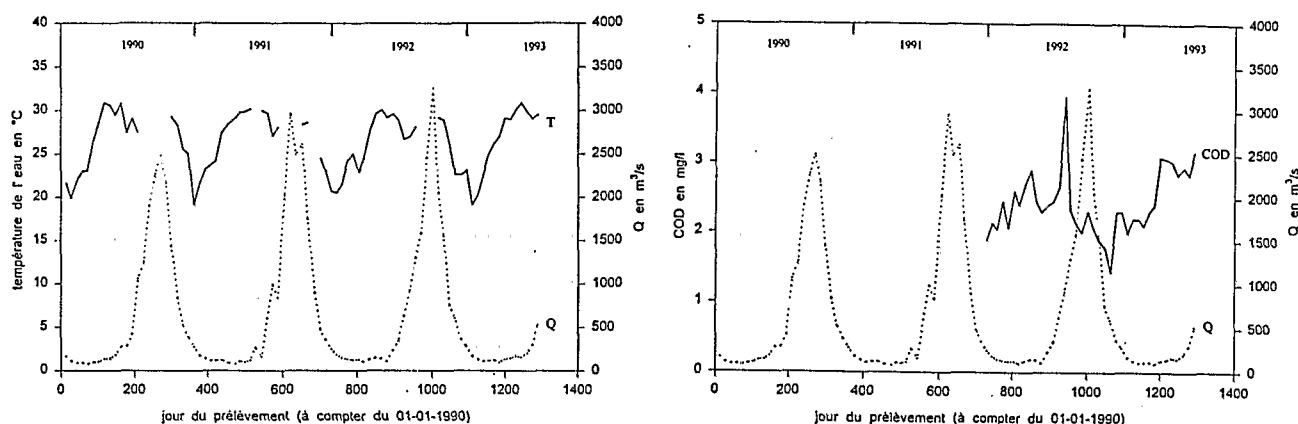 1990 1991 1992 1993
température de l' eau en °C
40
35
30
25
20
15
10
5
0
4000
3500
3000
2500
2000
1500
1000
500
0
Q en m³/s
T
Q
0 200 400 600 800 1000 1200 1400
jour du prélèvement (à compter du 01-01-1990)
1990 1991 1992 1993
COD en mg/l
5
4
3
2
1
0
4000
3500
3000
2500
2000
1500
1000
500
0
Q en m³/s
COD
Q
0 200 400 600 800 1000 1200 1400
jour du prélèvement (à compter du 01-01-1990)